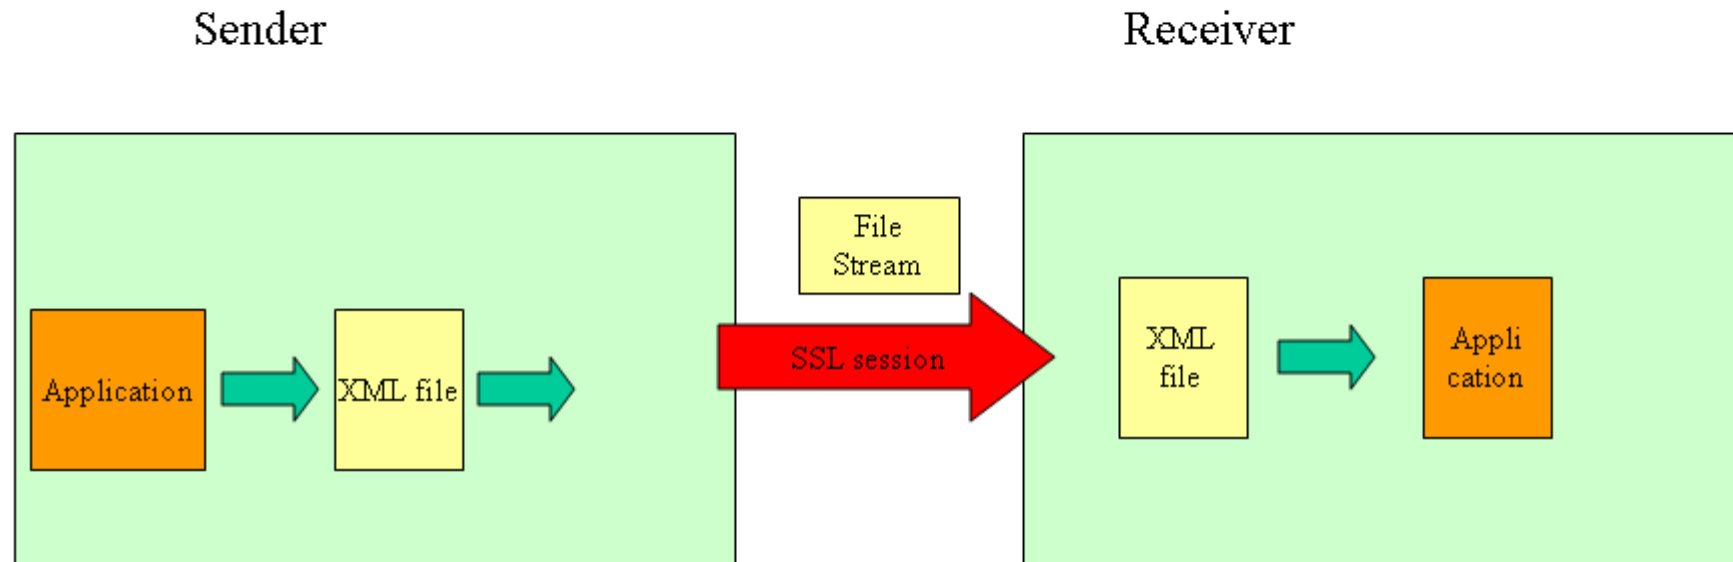 Sender
Receiver
File
Stream
Application
XML file
SSL session
XML
file
Appli
cation